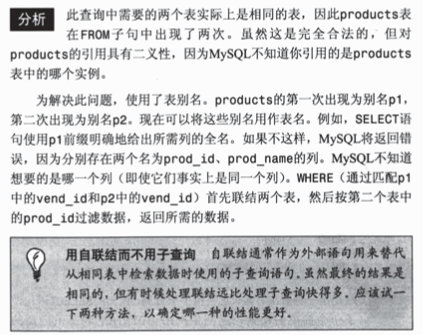 分析 此查询中需要的两个表实际上是相同的表，因此products表
在FROM子句中出现了两次。虽然这是完全合法的，但对
products的引用具有二义性，因为MySQL不知道你引用的是products
表中的哪个实例。
为解决此问题，使用了表别名。products的第一次出现为别名p1，
第二次出现为别名p2。现在可以将这些别名用作表名。例如，SELECT语
句使用p1前缀明确地给出所需列的全名。如果不这样，MySQL将返回错
误，因为分别存在两个名为prod_id、prod_name的列。MySQL不知道
想要的是哪一个列（即使它们事实上是同一个列）。WHERE（通过匹配p1
中的vend_id和p2中的vend_id）首先联结两个表，然后按第二个表中
的prod_id过滤数据，返回所需的数据。
用自联结而不用子查询 自联结通常作为外部语句用来替代
从相同表中检索数据时使用的子查询语句。虽然最终的结果是
相同的，但有时候处理联结远比处理子查询快得多。应该试一
下两种方法，以确定哪一种的性能更好。